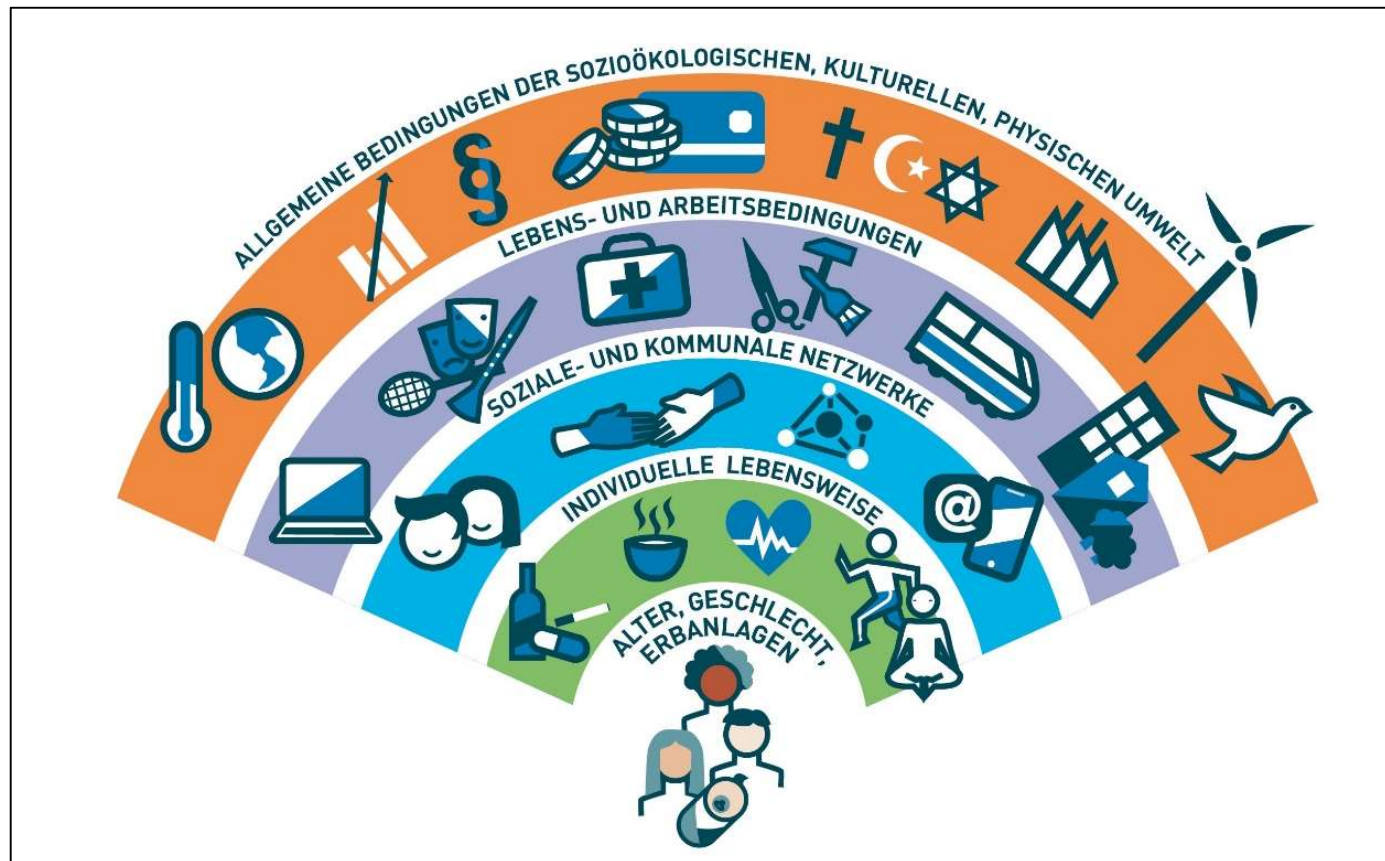 ALLGEMEINE BEDINGUNGEN DER SOZIOÖKOLOGISCHEN, KULTURELLEN, PHYSISCHEN UMWELT
§
LEBENS- UND ARBEITSBEDINGUNGEN
SOZIALE- UND KOMMUNALE NETZWERKE
@
INDIVIDUELLE LEBENSWEISE
ALTER, GESCHLECHT,
ERBANLAGEN